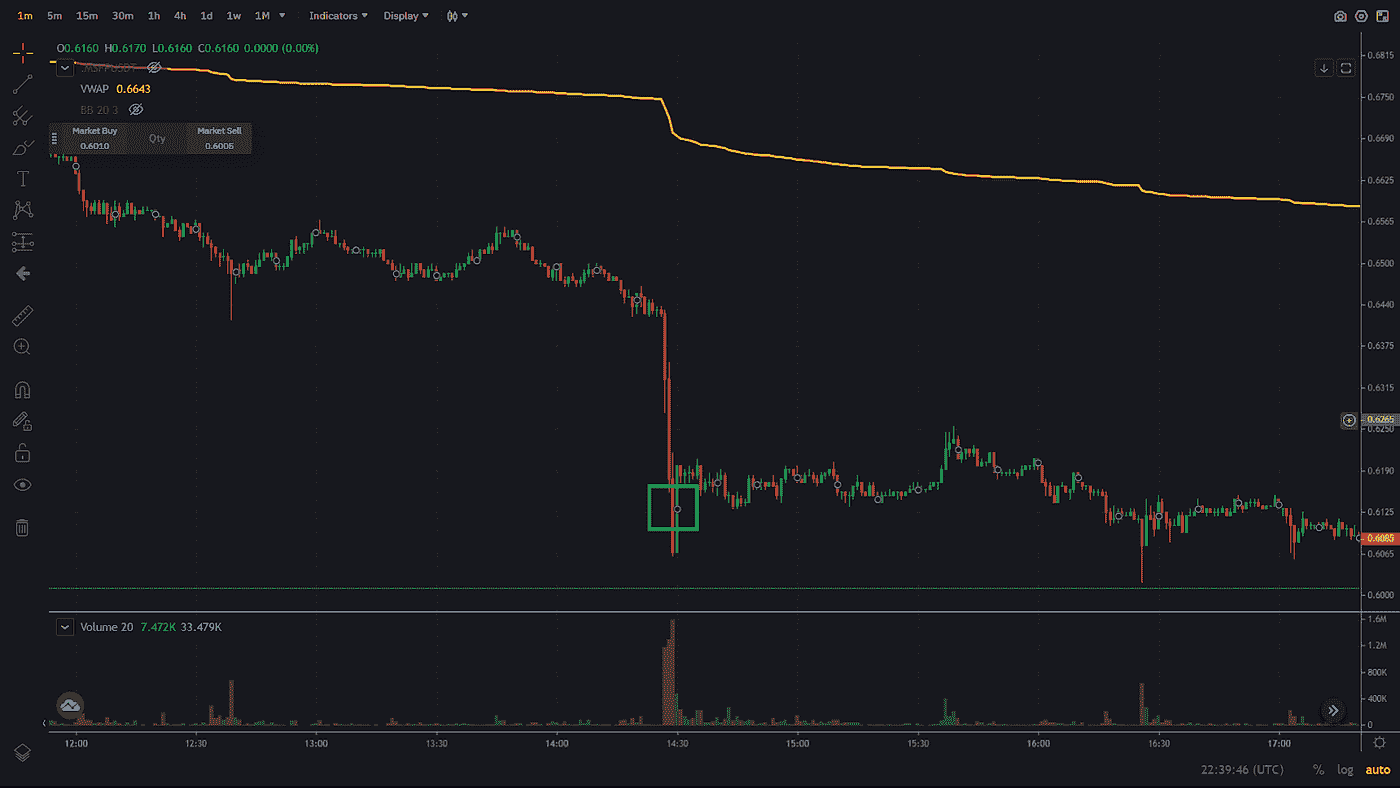 1m 5m 15m 30m 1h 4h 1d 1w 1M Indicators Display
O0.6160 H0.6170 L0.6160 C0.6160 0.0000 (0.00%)
VWAP 0.6643
BB 20 3
Market Buy Qty Market Sell
0.6010 0.6005
0.6815
0.6750
0.6690
0.6625
0.6565
0.6500
0.6440
0.6375
0.6315
0.6265
0.6250
0.6190
0.6125
0.6085
0.6065
0.6000
Volume 20 7.472K 33.479K
1.6M
1.2M
800K
400K
0
12:00 12:30 13:00 13:30 14:00 14:30 15:00 15:30 16:00 16:30 17:00
22:39:46 (UTC) % log auto